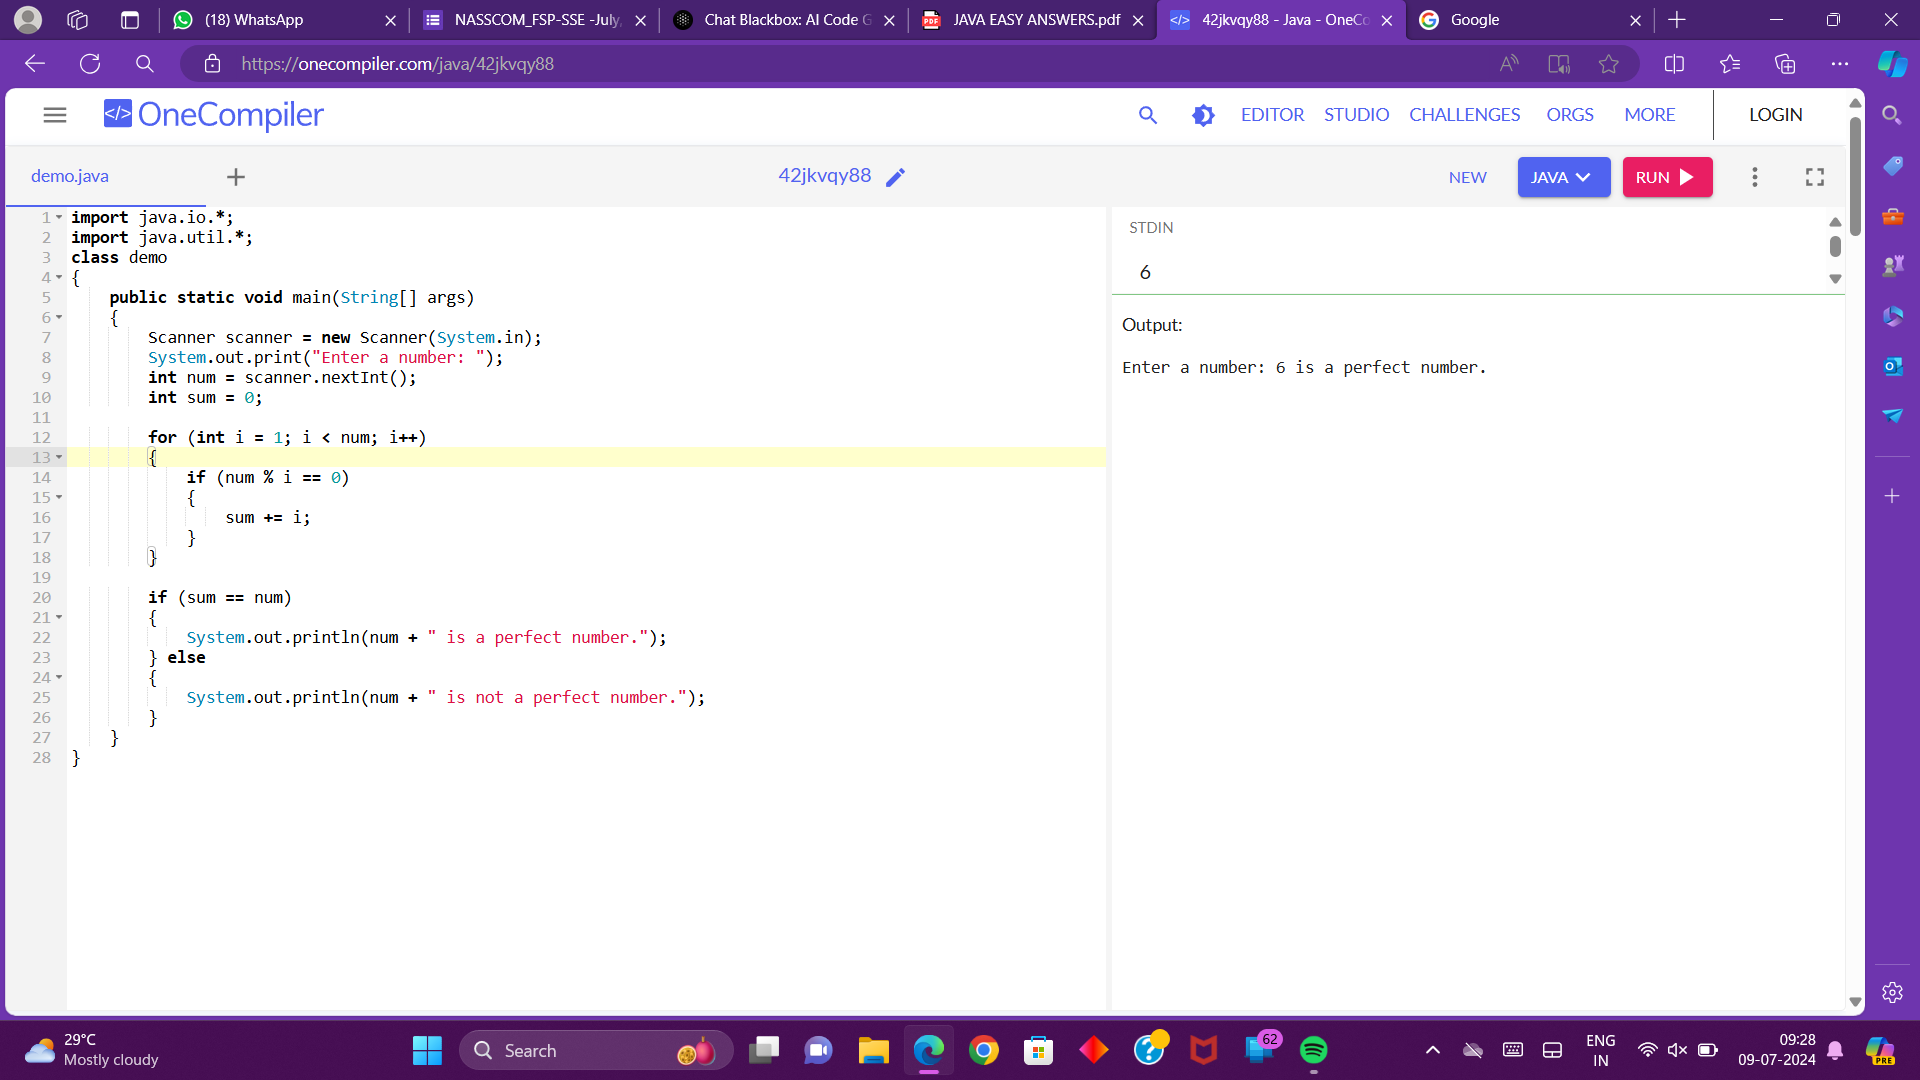 (18) WhatsApp
NASSCOM_FSP-SSE -July,
Chat Blackbox: AI Code G
JAVA EASY ANSWERS.pdf
42jkvqy88 - Java - OneCo
Google
https://onecompiler.com/java/42jkvqy88
</> OneCompiler
EDITOR STUDIO CHALLENGES ORGS MORE LOGIN
demo.java
42jkvqy88
NEW JAVA RUN
1 import java.io.*;
2 import java.util.*;
3 class demo
4 {
5 public static void main(String[] args)
6 {
7 Scanner scanner = new Scanner(System.in);
8 System.out.print("Enter a number: ");
9 int num = scanner.nextInt();
10 int sum = 0;
11
12 for (int i = 1; i < num; i++)
13 {
14 if (num % i == 0)
15 {
16 sum += i;
17 }
18 }
19
20 if (sum == num)
21 {
22 System.out.println(num + " is a perfect number.");
23 } else
24 {
25 System.out.println(num + " is not a perfect number.");
26 }
27 }
28 }
STDIN
6
Output:
Enter a number: 6 is a perfect number.
29°C
Mostly cloudy
Search
62
ENG
IN
09:28
09-07-2024
PRE